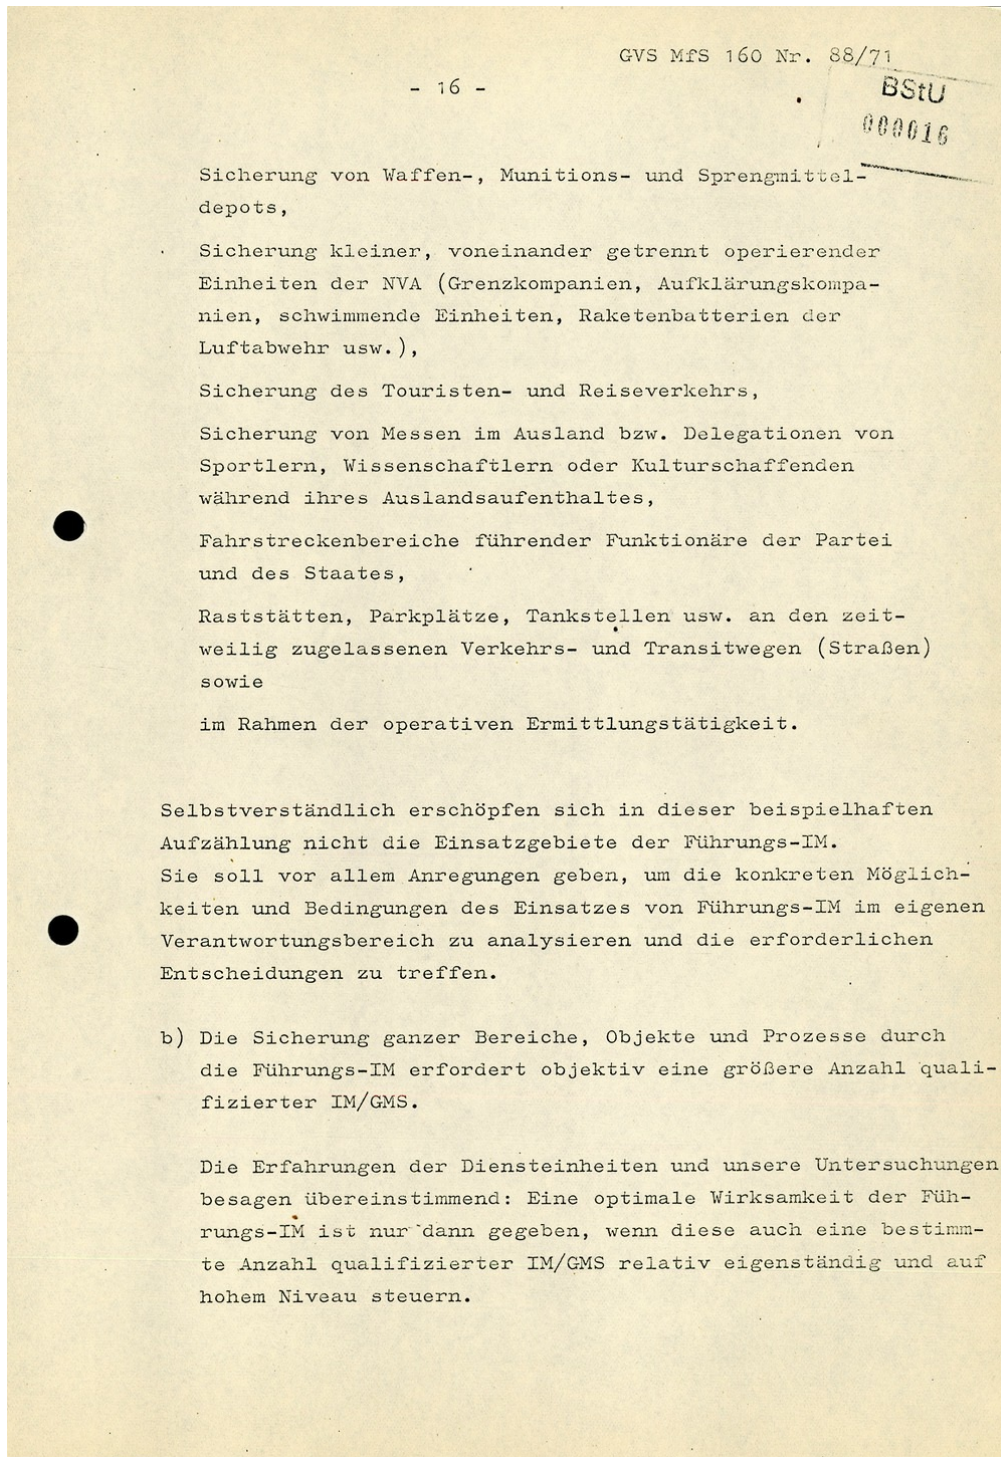 GVS MfS 160 Nr. 88/71
- 16 -
BStU
000016
Sicherung von Waffen-, Munitions- und Sprengmittel-
depots,
Sicherung kleiner, voneinander getrennt operierender
Einheiten der NVA (Grenzkompanien, Aufklärungskompa-
nien, schwimmende Einheiten, Raketenbatterien der
Luftabwehr usw.),
Sicherung des Touristen- und Reiseverkehrs,
Sicherung von Messen im Ausland bzw. Delegationen von
Sportlern, Wissenschaftlern oder Kulturschaffenden
während ihres Auslandsaufenthaltes,
Fahrstreckenbereiche führender Funktionäre der Partei
und des Staates,
Raststätten, Parkplätze, Tankstellen usw. an den zeit-
weilig zugelassenen Verkehrs- und Transitwegen (Straßen)
sowie
im Rahmen der operativen Ermittlungstätigkeit.
Selbstverständlich erschöpfen sich in dieser beispielhaften
Aufzählung nicht die Einsatzgebiete der Führungs-IM.
Sie soll vor allem Anregungen geben, um die konkreten Möglich-
keiten und Bedingungen des Einsatzes von Führungs-IM im eigenen
Verantwortungsbereich zu analysieren und die erforderlichen
Entscheidungen zu treffen.
b) Die Sicherung ganzer Bereiche, Objekte und Prozesse durch
die Führungs-IM erfordert objektiv eine größere Anzahl quali-
fizierter IM/GMS.
Die Erfahrungen der Diensteinheiten und unsere Untersuchungen
besagen übereinstimmend: Eine optimale Wirksamkeit der Füh-
rungs-IM ist nur dann gegeben, wenn diese auch eine bestimm-
te Anzahl qualifizierter IM/GMS relativ eigenständig und auf
hohem Niveau steuern.